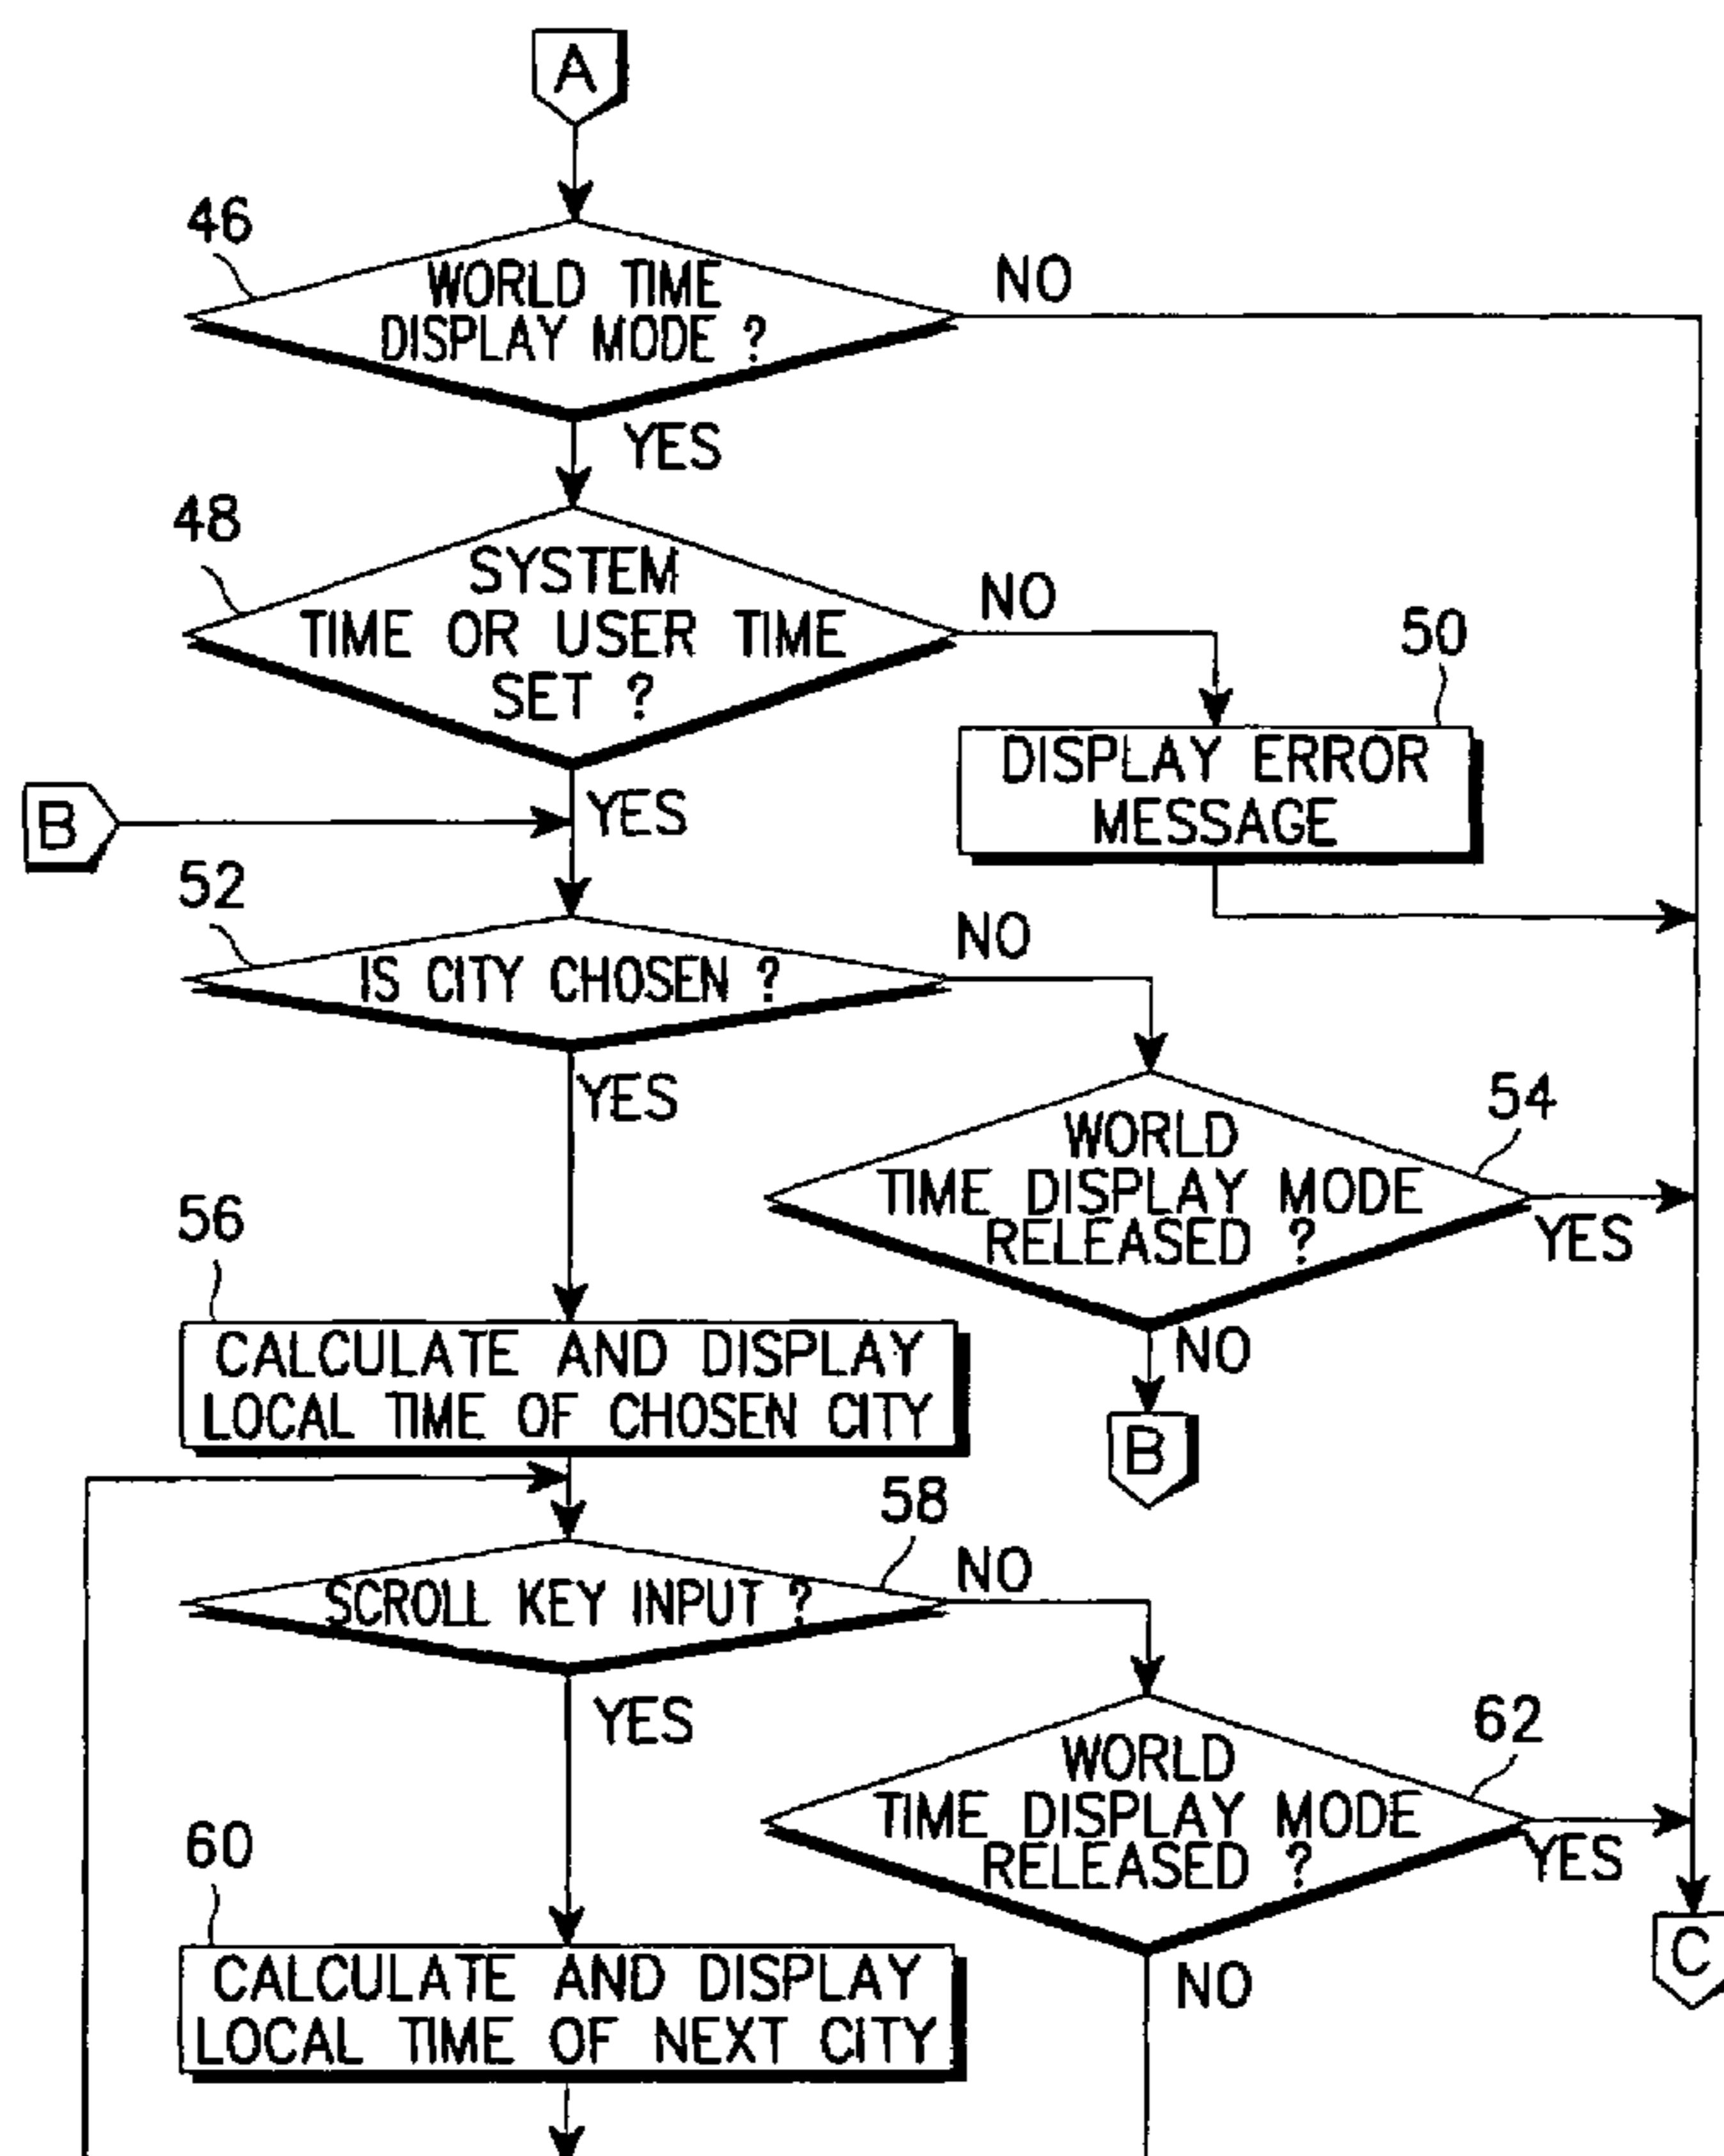 A
46
WORLD TIME
DISPLAY MODE ?
NO
YES
48
SYSTEM
TIME OR USER TIME
SET ?
NO
50
DISPLAY ERROR
MESSAGE
YES
B
52
IS CITY CHOSEN ?
NO
YES
54
WORLD
TIME DISPLAY MODE
RELEASED ?
YES
NO
B
56
CALCULATE AND DISPLAY
LOCAL TIME OF CHOSEN CITY
58
SCROLL KEY INPUT ?
NO
YES
62
WORLD
TIME DISPLAY MODE
RELEASED ?
YES
NO
C
60
CALCULATE AND DISPLAY
LOCAL TIME OF NEXT CITY